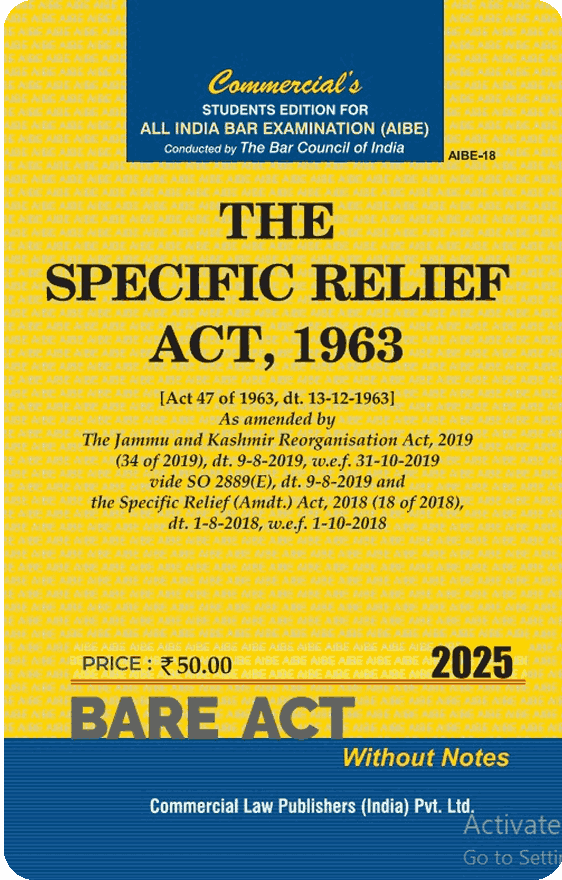 Commercial's
STUDENTS EDITION FOR
ALL INDIA BAR EXAMINATION (AIBE)
Conducted by The Bar Council of India
AIBE-18
THE
SPECIFIC RELIEF
ACT, 1963
[Act 47 of 1963, dt. 13-12-1963]
As amended by
The Jammu and Kashmir Reorganisation Act, 2019
(34 of 2019), dt. 9-8-2019, w.e.f. 31-10-2019
vide SO 2889(E), dt. 9-8-2019 and
the Specific Relief (Amdt.) Act, 2018 (18 of 2018),
dt. 1-8-2018, w.e.f. 1-10-2018
PRICE : ₹ 50.00
2025
BARE ACT
Without Notes
Commercial Law Publishers (India) Pvt. Ltd.
Activate
Go to Setti